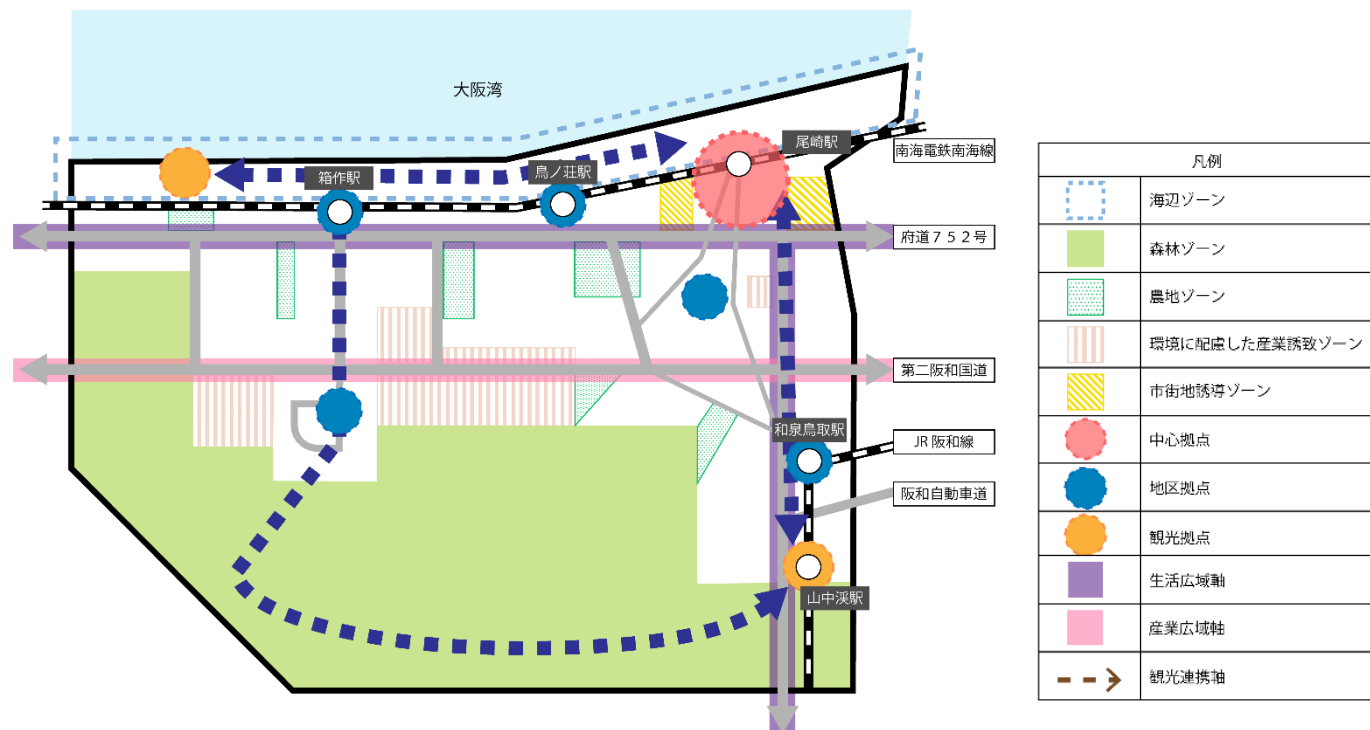 大阪湾
尾崎駅
南海電鉄南海線
箱作駅
鳥ノ荘駅
府道７５２号
第二阪和国道
和泉鳥取駅
JR 阪和線
阪和自動車道
山中渓駅
凡例
海辺ゾーン
森林ゾーン
農地ゾーン
環境に配慮した産業誘致ゾーン
市街地誘導ゾーン
中心拠点
地区拠点
観光拠点
生活広域軸
産業広域軸
観光連携軸